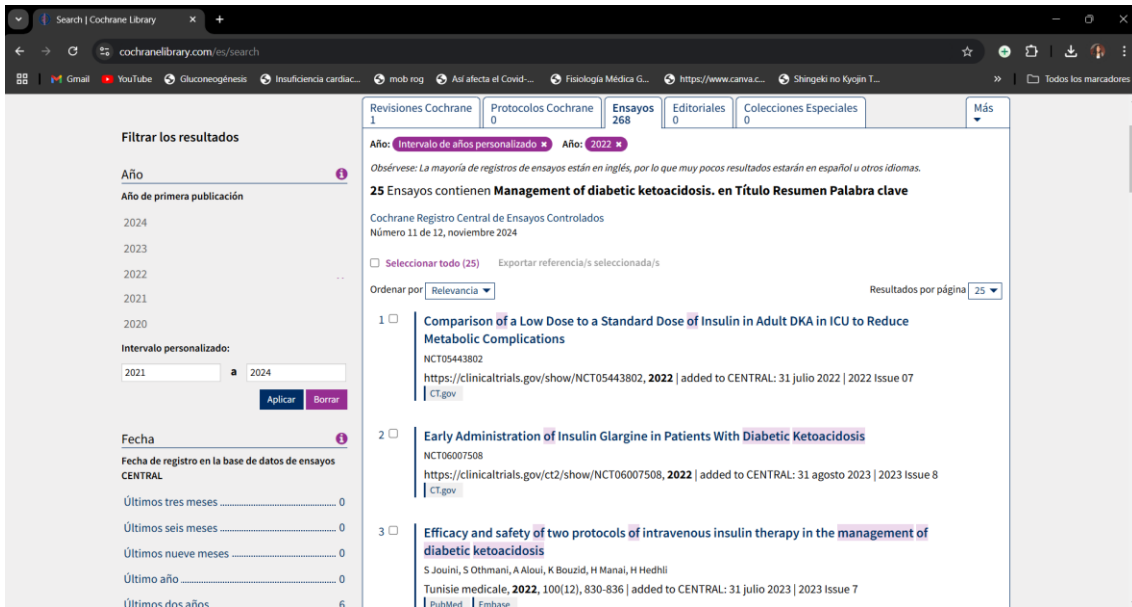 Search | Cochrane Library
cochranelibrary.com/es/search
Gmail YouTube Gluconeogénesis Insuficiencia cardiac... mob rog Así afecta el Covid-... Fisiología Médica G... https://www.canva.c... Shingeki no Kyojin T... » Todos los marcadores
Revisiones Cochrane
1
Protocolos Cochrane
0
Ensayos
268
Editoriales
0
Colecciones Especiales
0
Más
Filtrar los resultados
Año
Año de primera publicación
2024
2023
2022
2021
2020
Intervalo personalizado:
2021 a 2024
Aplicar Borrar
Fecha
Fecha de registro en la base de datos de ensayos
CENTRAL
Últimos tres meses 0
Últimos seis meses 0
Últimos nueve meses 0
Último año 0
Últimos dos años 6
Año: Intervalo de años personalizado Año: 2022
Obsérvese: La mayoría de registros de ensayos están en inglés, por lo que muy pocos resultados estarán en español u otros idiomas.
25 Ensayos contienen Management of diabetic ketoacidosis. en Título Resumen Palabra clave
Cochrane Registro Central de Ensayos Controlados
Número 11 de 12, noviembre 2024
Seleccionar todo (25) Exportar referencia/s seleccionada/s
Ordenar por Relevancia Resultados por página 25
1 Comparison of a Low Dose to a Standard Dose of Insulin in Adult DKA in ICU to Reduce
Metabolic Complications
NCT05443802
https://clinicaltrials.gov/show/NCT05443802, 2022 | added to CENTRAL: 31 julio 2022 | 2022 Issue 07
CT.gov
2 Early Administration of Insulin Glargine in Patients With Diabetic Ketoacidosis
NCT06007508
https://clinicaltrials.gov/ct2/show/NCT06007508, 2022 | added to CENTRAL: 31 agosto 2023 | 2023 Issue 8
CT.gov
3 Efficacy and safety of two protocols of intravenous insulin therapy in the management of
diabetic ketoacidosis
S Jouini, S Othmani, A Aloui, K Bouzid, H Manai, H Hedhli
Tunisie medicale, 2022, 100(12), 830-836 | added to CENTRAL: 31 julio 2023 | 2023 Issue 7
PubMed Embase